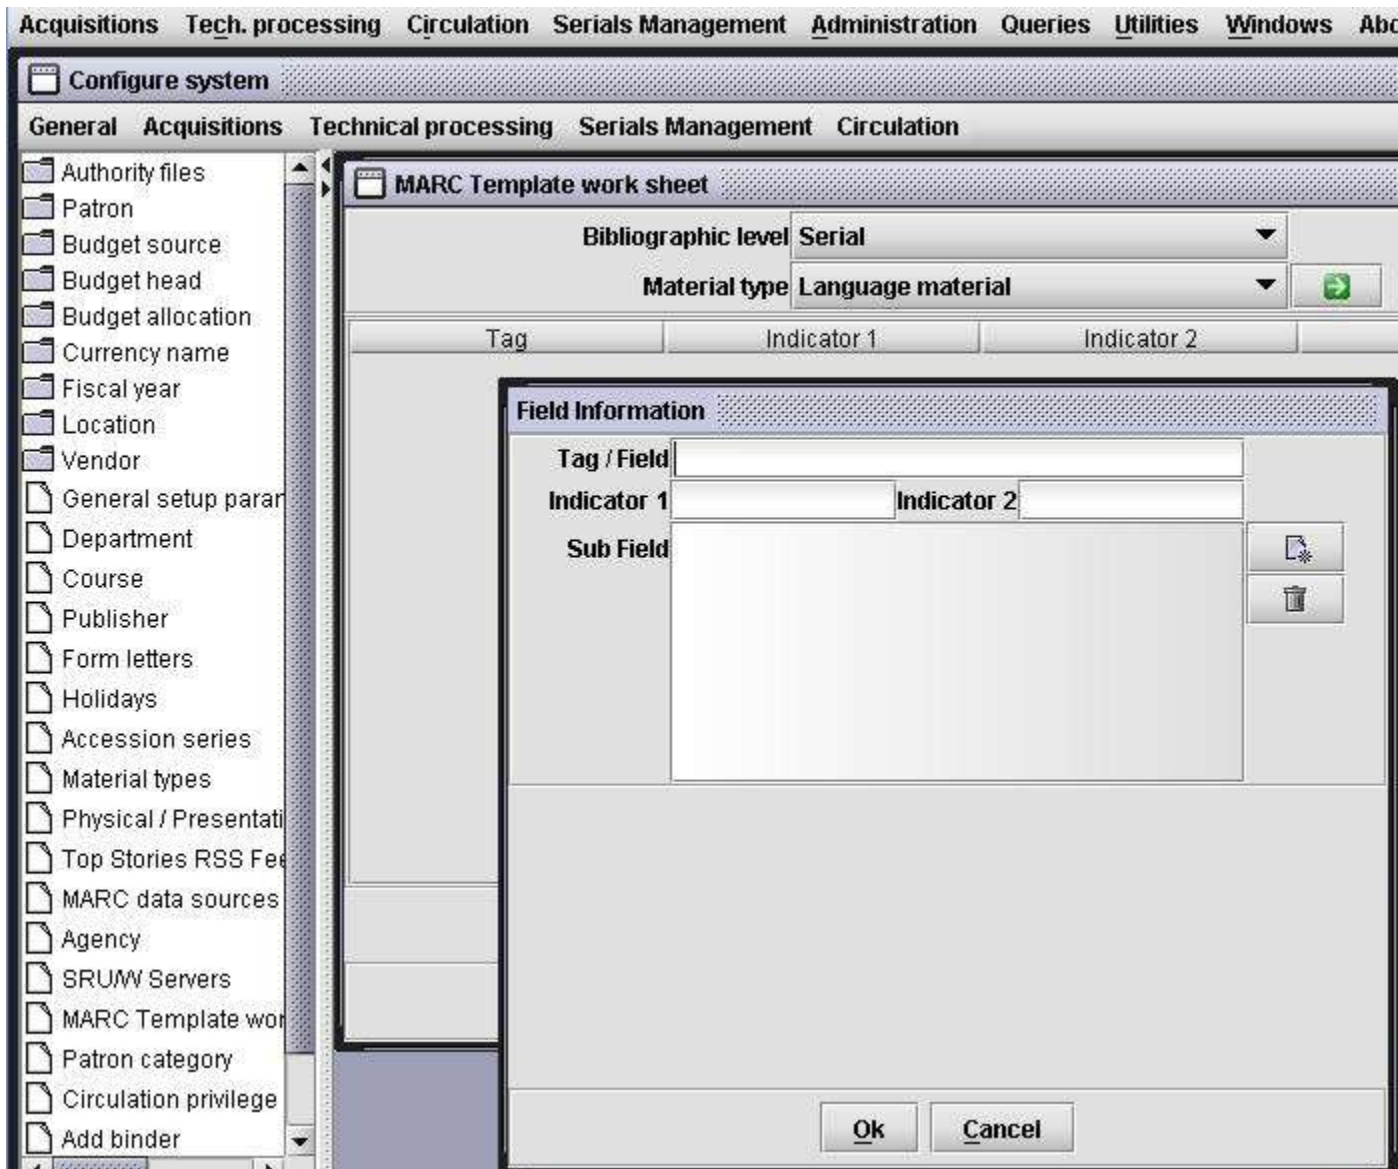 Acquisitions Tech. processing Circulation Serials Management Administration Queries Utilities Windows Abo
Configure system
General Acquisitions Technical processing Serials Management Circulation
Authority files
Patron
Budget source
Budget head
Budget allocation
Currency name
Fiscal year
Location
Vendor
General setup parar
Department
Course
Publisher
Form letters
Holidays
Accession series
Material types
Physical / Presentati
Top Stories RSS Fee
MARC data sources
Agency
SRU/W Servers
MARC Template wor
Patron category
Circulation privilege
Add binder
MARC Template work sheet
Bibliographic level Serial
Material type Language material
Tag Indicator 1 Indicator 2
Field Information
Tag / Field
Indicator 1 Indicator 2
Sub Field
Ok Cancel